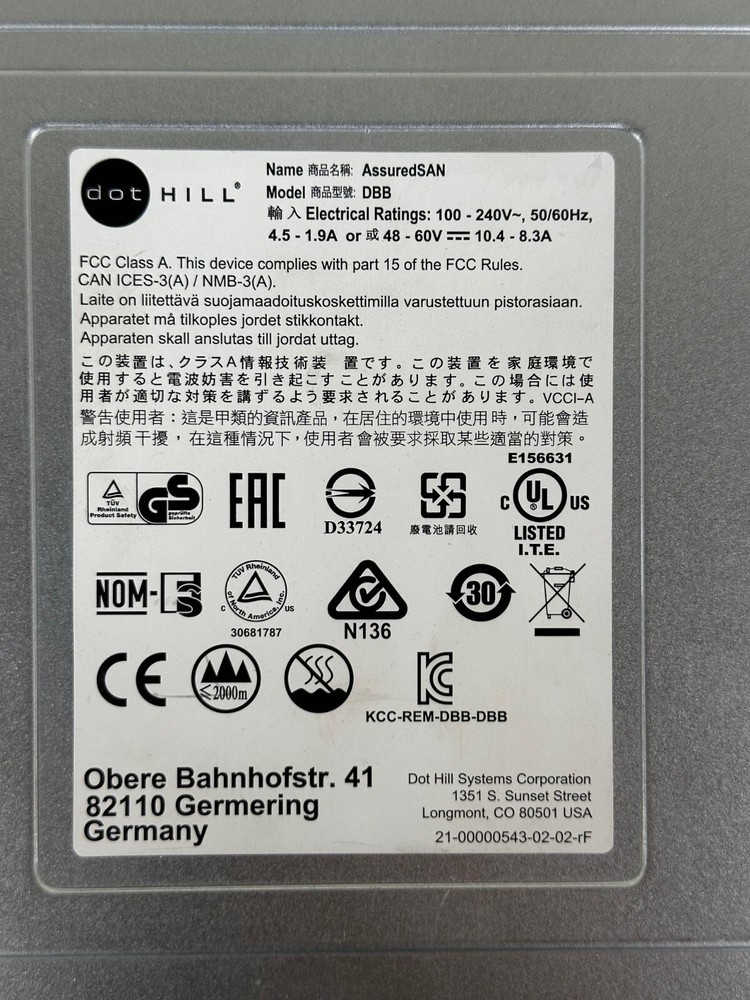 dot HILL®
Name 商品名稱: AssuredSAN
Model 商品型號: DBB
輸入 Electrical Ratings: 100 - 240V~, 50/60Hz,
4.5 - 1.9A or 或 48 - 60V 10.4 - 8.3A
FCC Class A. This device complies with part 15 of the FCC Rules.
CAN ICES-3(A) / NMB-3(A).
Laite on liitettävä suojamaadoituskoskettimilla varustettuun pistorasiaan.
Apparatet må tilkoples jordet stikkontakt.
Apparaten skall anslutas till jordat uttag.
この装置は、クラスA情報技術装 置です。この装置を家庭環境で
使用すると電波妨害を引き起こすことがあります。この場合には使
用者が適切な対策を講ずるよう要求されることがあります。VCCI-A
警告使用者：這是甲類的資訊產品，在居住的環境中使用時，可能會造
成射頻干擾，在這種情況下，使用者會被要求採取某些適當的對策。
E156631
TÜV Rheinland Product Safety GS geprüfte Sicherheit
EAC
D33724
廢電池請回收
C UL® US
LISTED
I.T.E.
NOM-
TÜV Rheinland of North America, Inc.
C US
30681787
N136
30
CE
≤2000m
KCC-REM-DBB-DBB
Obere Bahnhofstr. 41
82110 Germering
Germany
Dot Hill Systems Corporation
1351 S. Sunset Street
Longmont, CO 80501 USA
21-00000543-02-02-rF